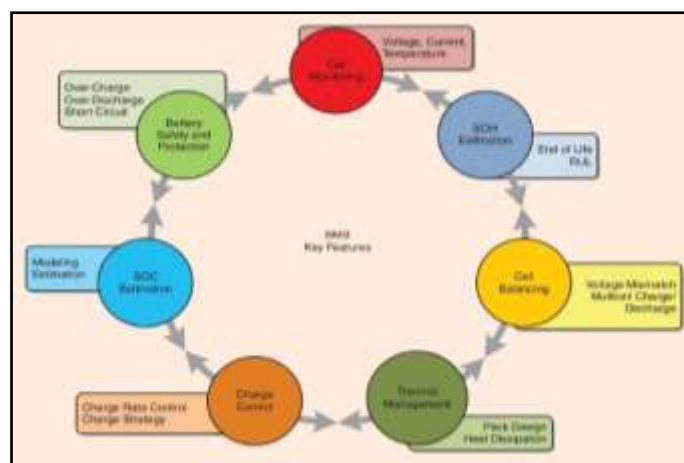 Cell
Monitoring
Voltage, Current,
Temperature
Over Charge
Over Discharge
Short Circuit
Battery
Safety and
Protection
SOH
Estimation
End of Life
RUL
BMS
Key Features
Modeling
Estimation
SOC
Estimation
Cell
Balancing
Voltage Mismatch
Multicell Charge/
Discharge
Charge
Control
Charge Rate Control
Charge Strategy
Thermal
Management
Pack Design
Heat Dissipation